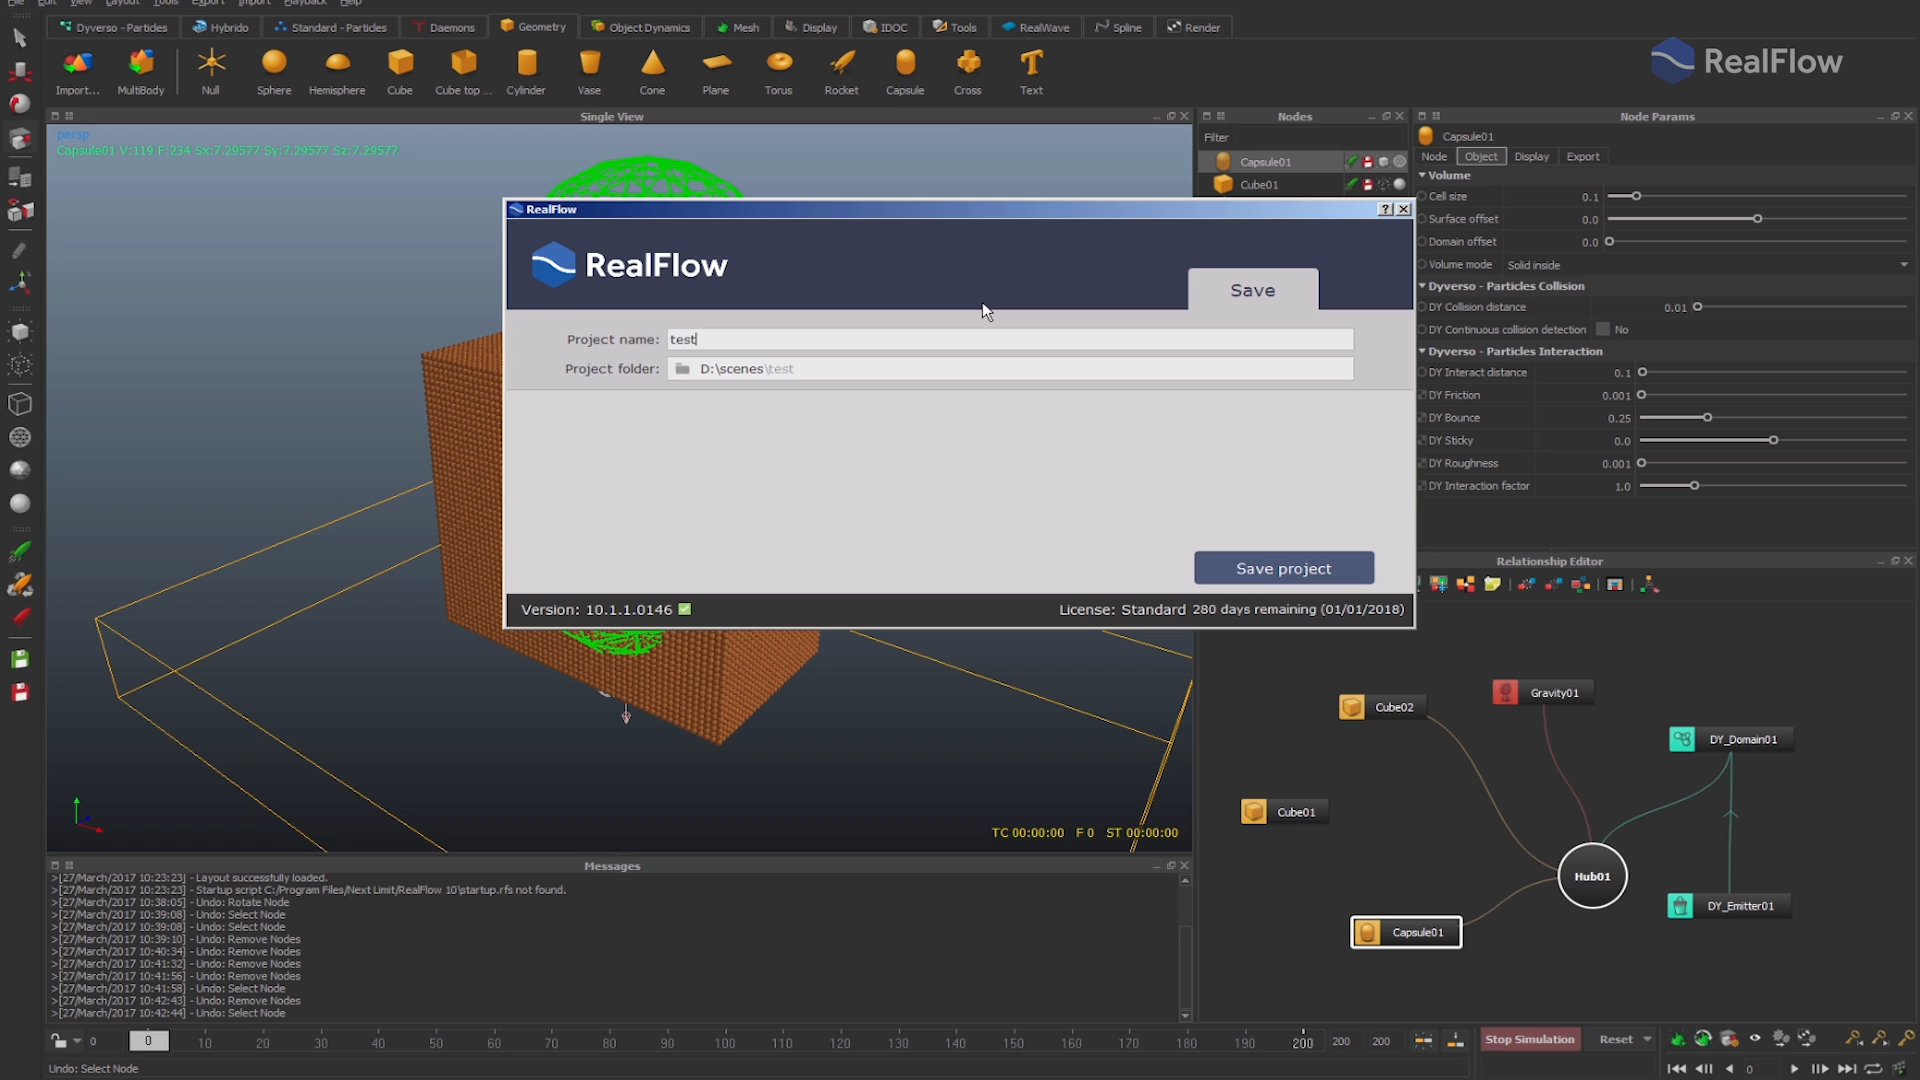 File Edit View Layout Tools Export Import Playback Help
Dyverso - Particles Hybrido Standard - Particles Daemons Geometry Object Dynamics Mesh Display IDOC Tools RealWave Spline Render
Import... MultiBody Null Sphere Hemisphere Cube Cube top ... Cylinder Vase Cone Plane Torus Rocket Capsule Cross Text
RealFlow
Single View
persp
Capsule01 V:119 F:234 Sx:7.29577 Sy:7.29577 Sz:7.29577
Nodes
Filter
Capsule01
Cube01
Node Params
Capsule01
Node Object Display Export
Volume
Cell size 0.1
Surface offset 0.0
Domain offset 0.0
Volume mode Solid inside
Dyverso - Particles Collision
DY Collision distance 0.01
DY Continuous collision detection No
Dyverso - Particles Interaction
DY Interact distance 0.1
DY Friction 0.001
DY Bounce 0.25
DY Sticky 0.0
DY Roughness 0.001
DY Interaction factor 1.0
RealFlow
RealFlow
Save
Project name: test
Project folder: D:\scenes\test
Save project
Version: 10.1.1.0146
License: Standard 280 days remaining (01/01/2018)
Relationship Editor
Cube02
Gravity01
DY_Domain01
Cube01
Hub01
DY_Emitter01
Capsule01
TC 00:00:00 F 0 ST 00:00:00
Messages
>[27/March/2017 10:23:23] - Layout successfully loaded.
>[27/March/2017 10:23:23] - Startup script C:/Program Files/Next Limit/RealFlow 10\startup.rfs not found.
>[27/March/2017 10:38:05] - Undo: Rotate Node
>[27/March/2017 10:39:08] - Undo: Select Node
>[27/March/2017 10:39:08] - Undo: Select Node
>[27/March/2017 10:39:10] - Undo: Remove Nodes
>[27/March/2017 10:40:34] - Undo: Remove Nodes
>[27/March/2017 10:41:32] - Undo: Remove Nodes
>[27/March/2017 10:41:56] - Undo: Remove Nodes
>[27/March/2017 10:41:58] - Undo: Select Node
>[27/March/2017 10:42:43] - Undo: Remove Nodes
>[27/March/2017 10:42:44] - Undo: Select Node
0 0 10 20 30 40 50 60 70 80 90 100 110 120 130 140 150 160 170 180 190 200 200 200
Stop Simulation Reset
0
Undo: Select Node